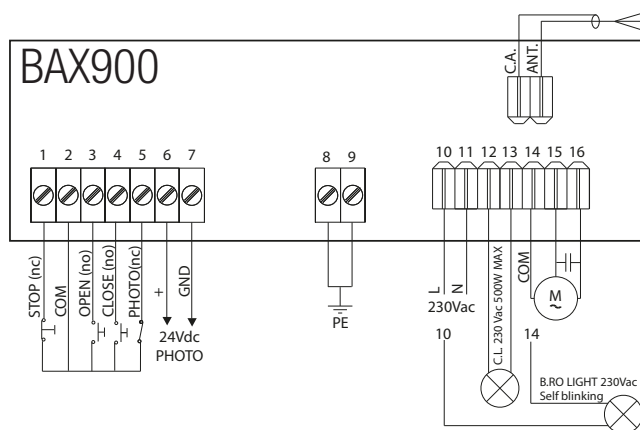 C.A.
ANT.
BAX900
1 2 3 4 5 6 7
8 9
10 11 12 13 14 15 16
STOP (nc)
COM
OPEN (no)
CLOSE (no)
PHOTO(nc)
+
GND
24Vdc
PHOTO
PE
L
N
230Vac
C.L. 230 Vac 500W MAX
COM
M
~
10
14
B.RO LIGHT 230Vac
Self blinking